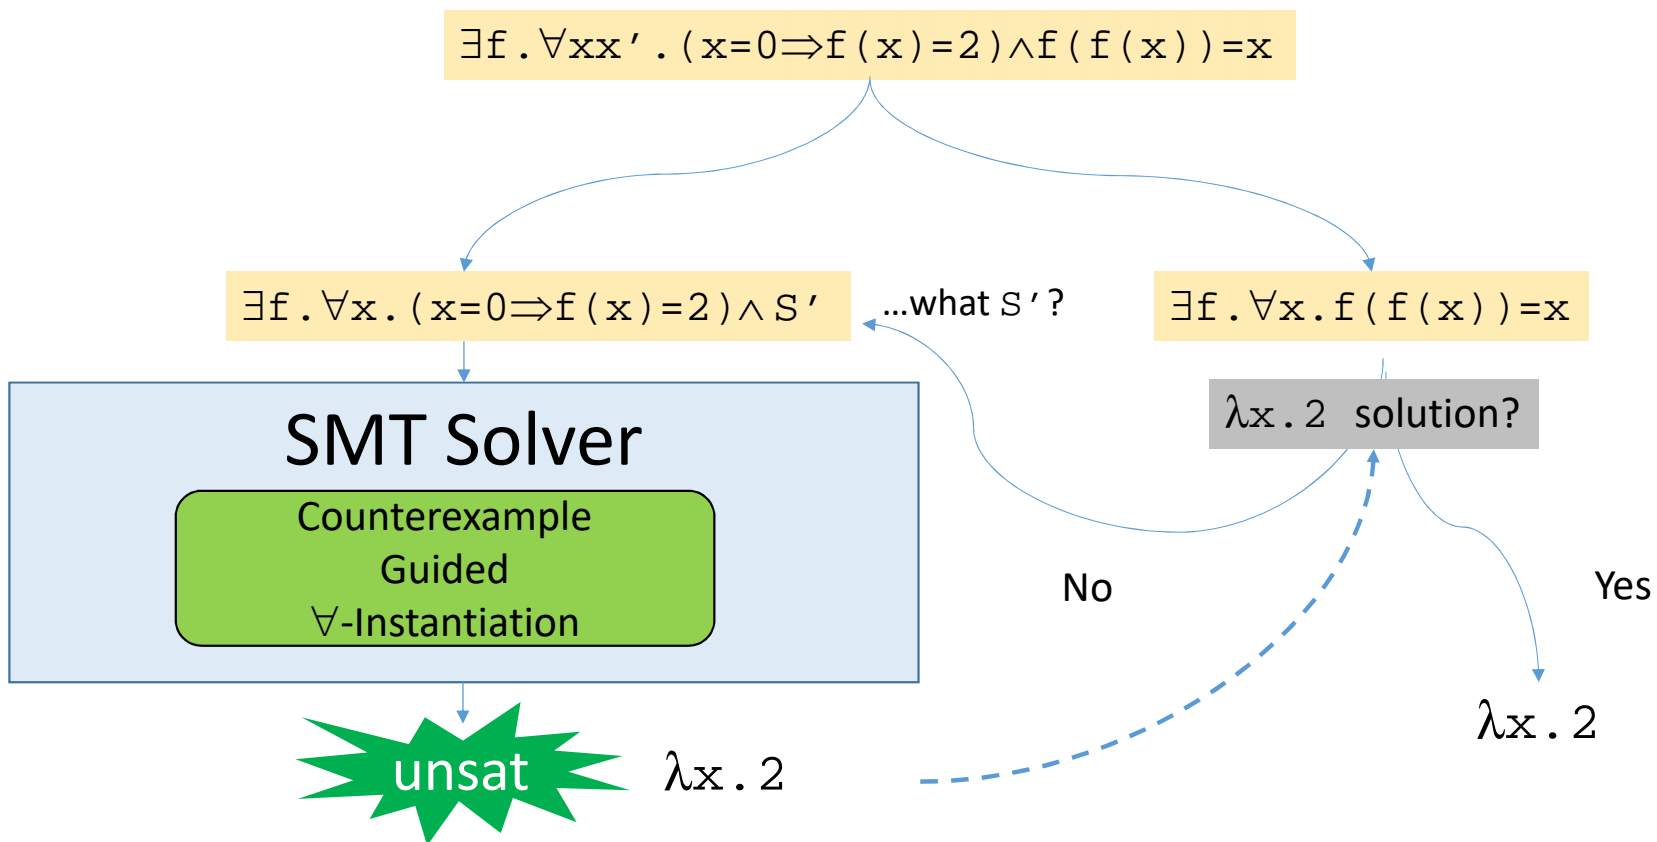 ∃f.∀xx'.(x=0⇒f(x)=2)∧f(f(x))=x
∃f.∀x.(x=0⇒f(x)=2)∧S'
…what S'?
∃f.∀x.f(f(x))=x
λx.2 solution?
SMT Solver
Counterexample
Guided
∀-Instantiation
No
Yes
unsat
λx.2
λx.2